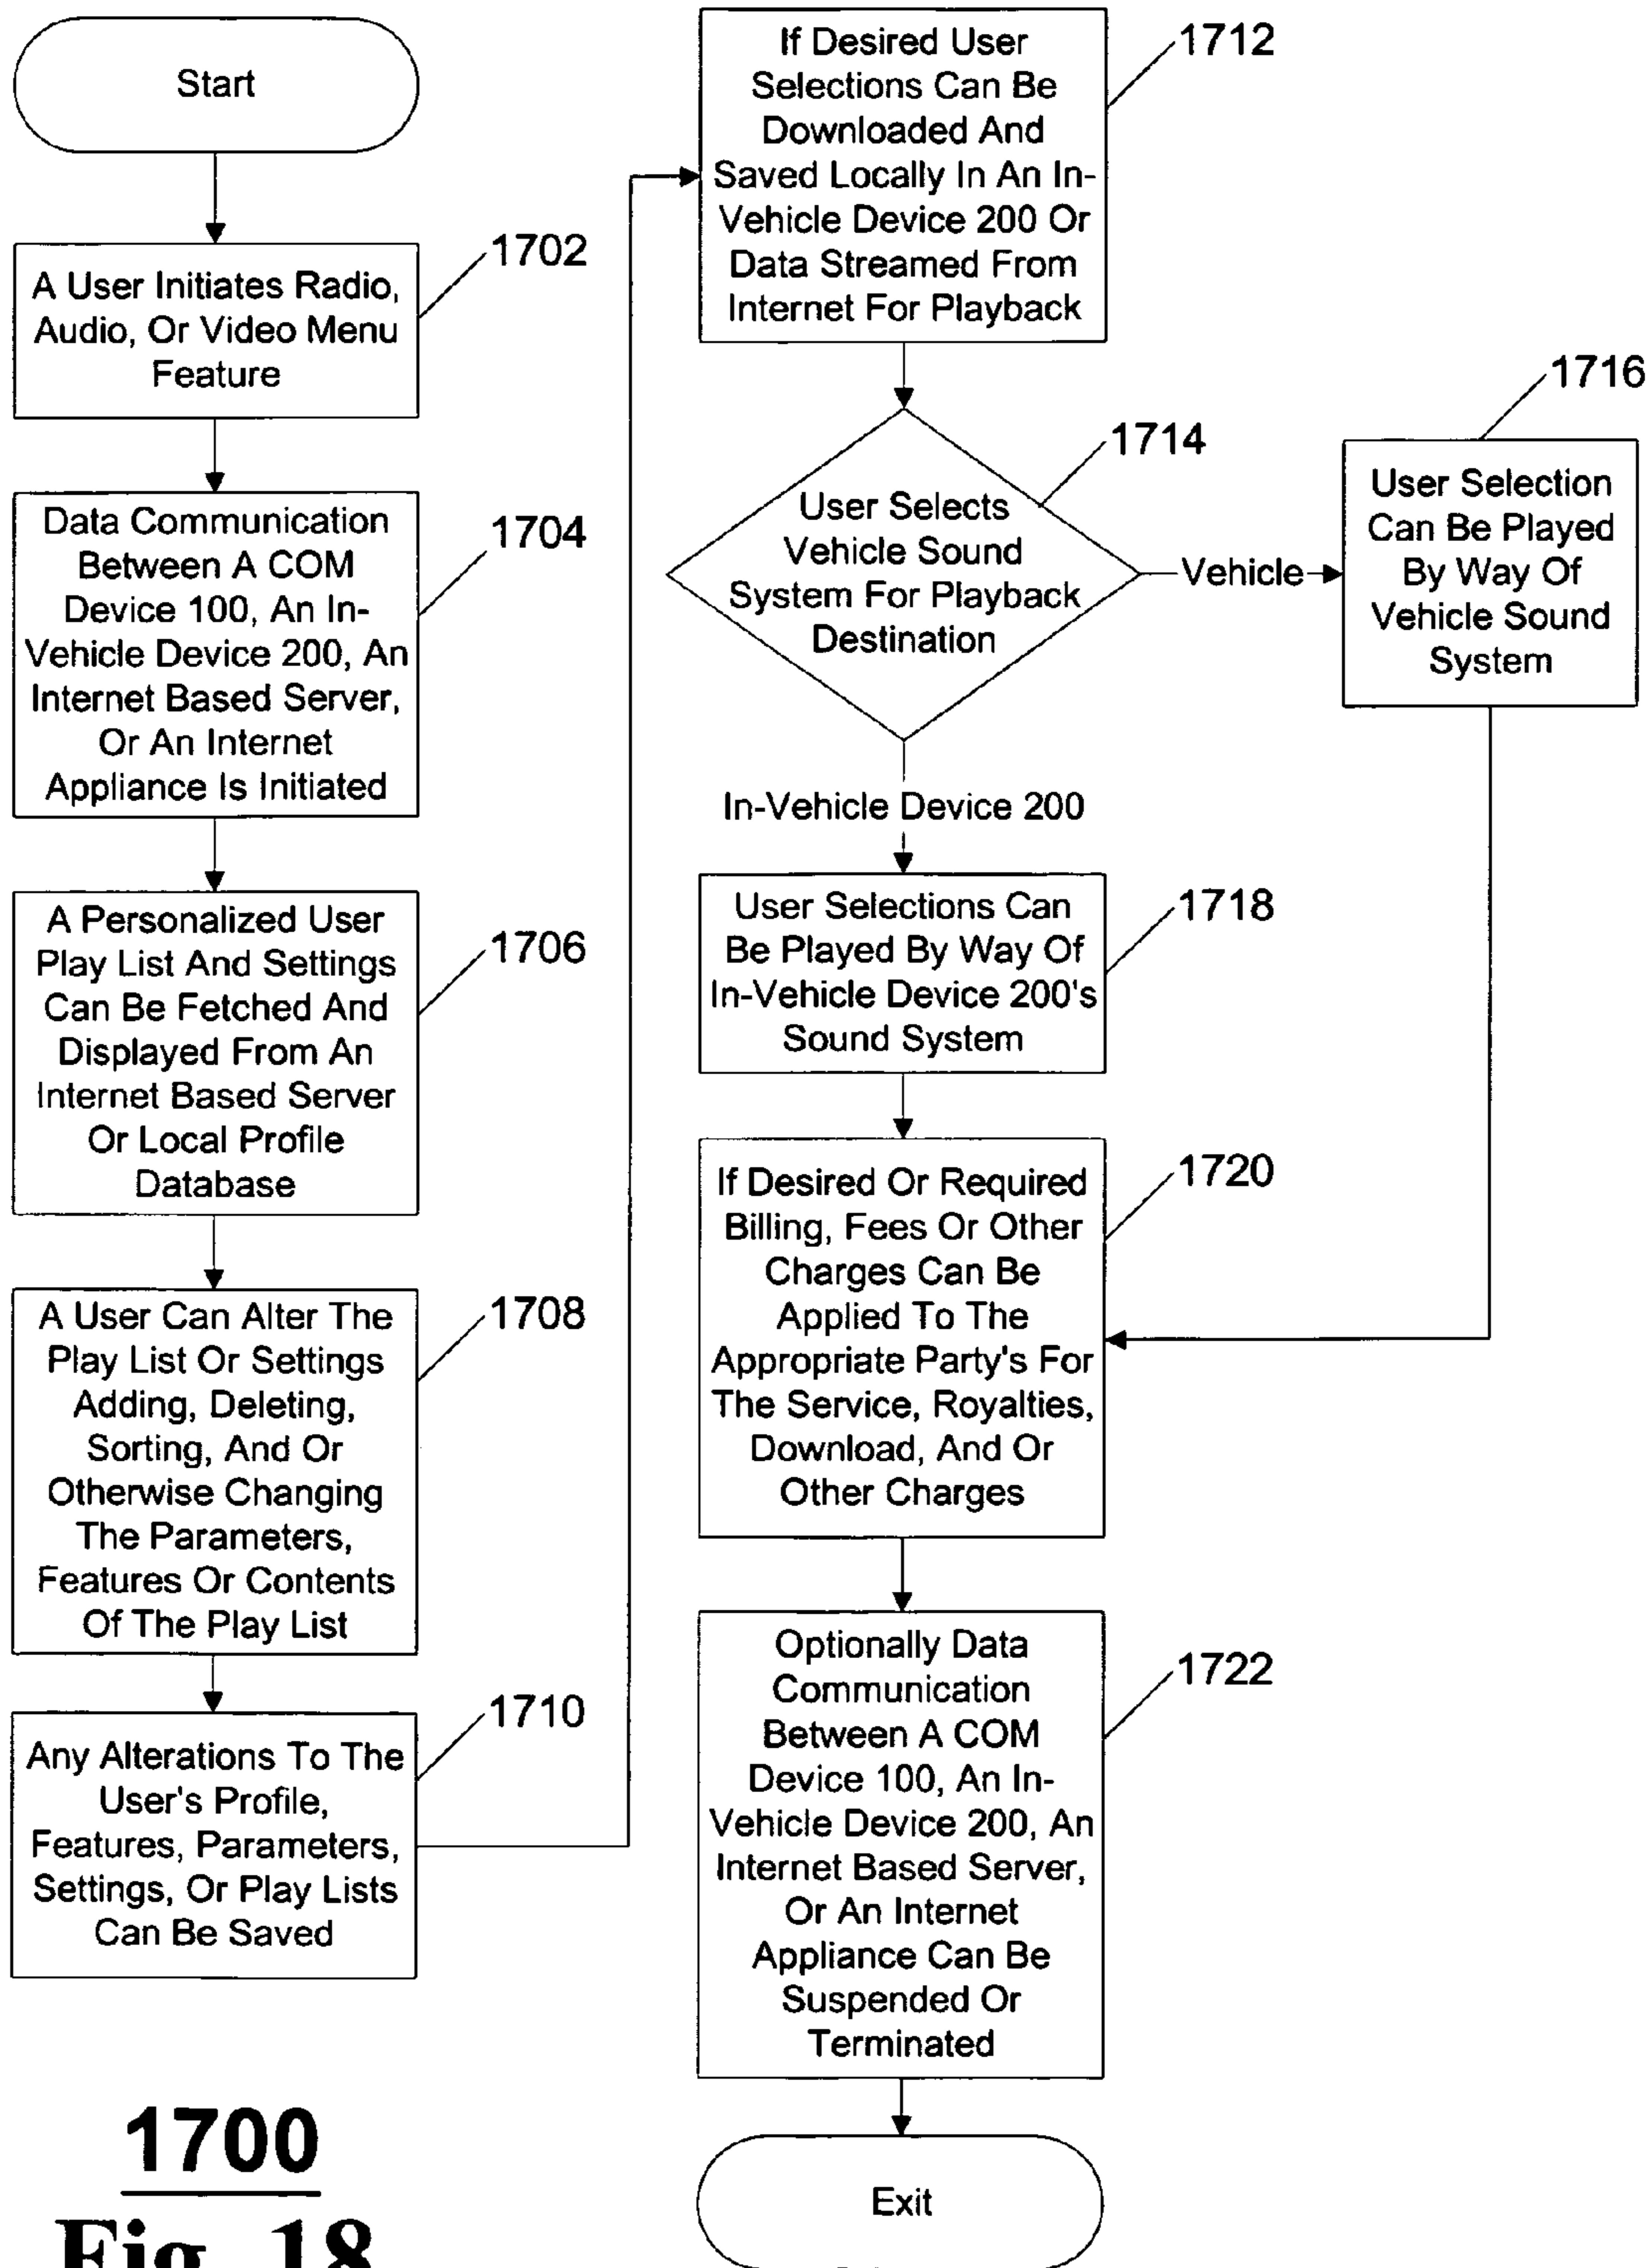 Start
1702
A User Initiates Radio,
Audio, Or Video Menu
Feature
1704
Data Communication
Between A COM
Device 100, An In-
Vehicle Device 200, An
Internet Based Server,
Or An Internet
Appliance Is Initiated
1706
A Personalized User
Play List And Settings
Can Be Fetched And
Displayed From An
Internet Based Server
Or Local Profile
Database
1708
A User Can Alter The
Play List Or Settings
Adding, Deleting,
Sorting, And Or
Otherwise Changing
The Parameters,
Features Or Contents
Of The Play List
1710
Any Alterations To The
User's Profile,
Features, Parameters,
Settings, Or Play Lists
Can Be Saved
1712
If Desired User
Selections Can Be
Downloaded And
Saved Locally In An In-
Vehicle Device 200 Or
Data Streamed From
Internet For Playback
1714
User Selects
Vehicle Sound
System For Playback
Destination
Vehicle
1716
User Selection
Can Be Played
By Way Of
Vehicle Sound
System
In-Vehicle Device 200
1718
User Selections Can
Be Played By Way Of
In-Vehicle Device 200's
Sound System
1720
If Desired Or Required
Billing, Fees Or Other
Charges Can Be
Applied To The
Appropriate Party's For
The Service, Royalties,
Download, And Or
Other Charges
1722
Optionally Data
Communication
Between A COM
Device 100, An In-
Vehicle Device 200, An
Internet Based Server,
Or An Internet
Appliance Can Be
Suspended Or
Terminated
Exit
1700
Fig. 18